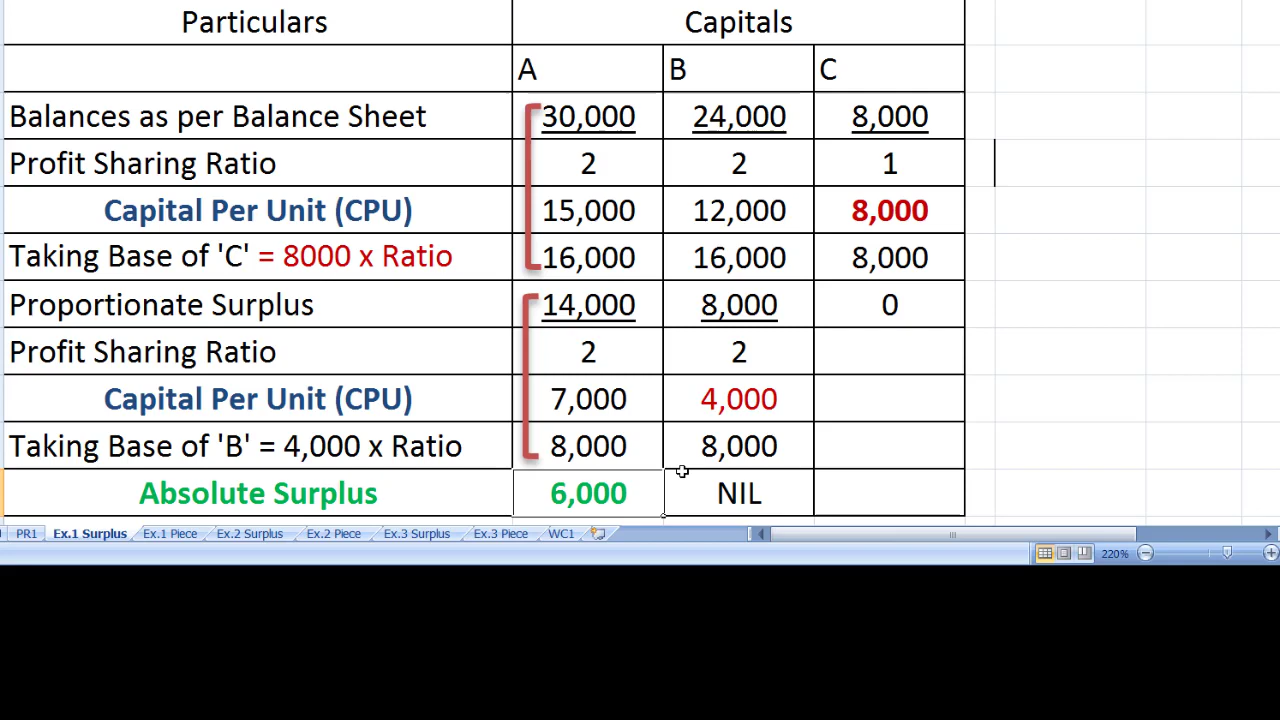 Particulars Capitals
A B C
Balances as per Balance Sheet 30,000 24,000 8,000
Profit Sharing Ratio 2 2 1
Capital Per Unit (CPU) 15,000 12,000 8,000
Taking Base of 'C' = 8000 x Ratio 16,000 16,000 8,000
Proportionate Surplus 14,000 8,000 0
Profit Sharing Ratio 2 2
Capital Per Unit (CPU) 7,000 4,000
Taking Base of 'B' = 4,000 x Ratio 8,000 8,000
Absolute Surplus 6,000 NIL
PR1 Ex.1 Surplus Ex.1 Piece Ex.2 Surplus Ex.2 Piece Ex.3 Surplus Ex.3 Piece WC1
220%